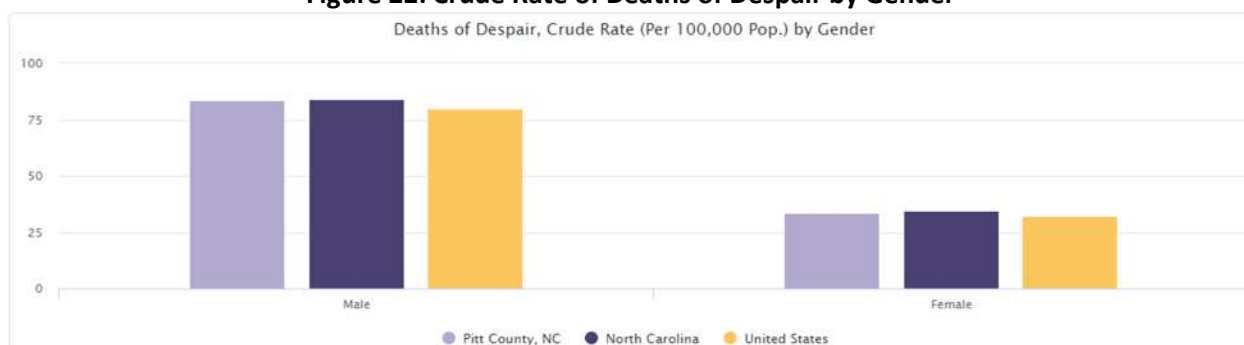 Deaths of Despair, Crude Rate (Per 100,000 Pop.) by Gender
100
75
50
25
0
Male
Female
Pitt County, NC
North Carolina
United States